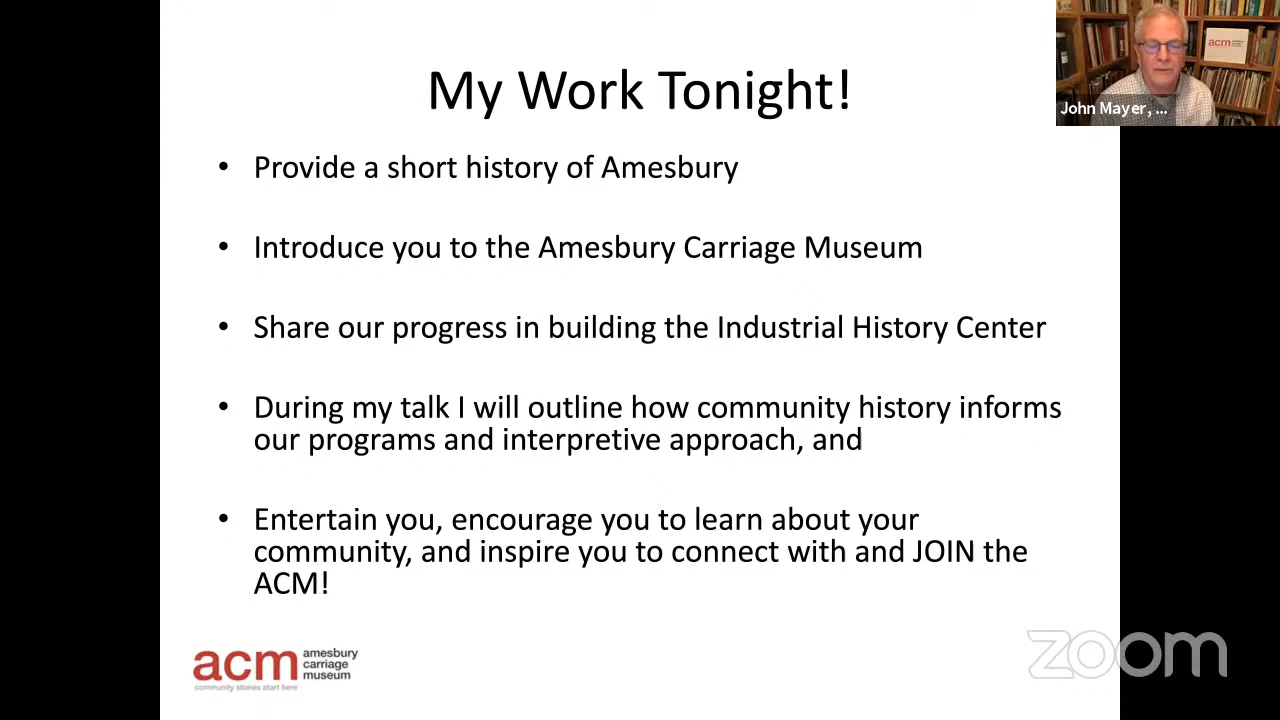 My Work Tonight!
John Mayer, ...
acm
• Provide a short history of Amesbury
• Introduce you to the Amesbury Carriage Museum
• Share our progress in building the Industrial History Center
• During my talk I will outline how community history informs
our programs and interpretive approach, and
• Entertain you, encourage you to learn about your
community, and inspire you to connect with and JOIN the
ACM!
acm
amesbury
carriage
museum
community stories start here
zoom